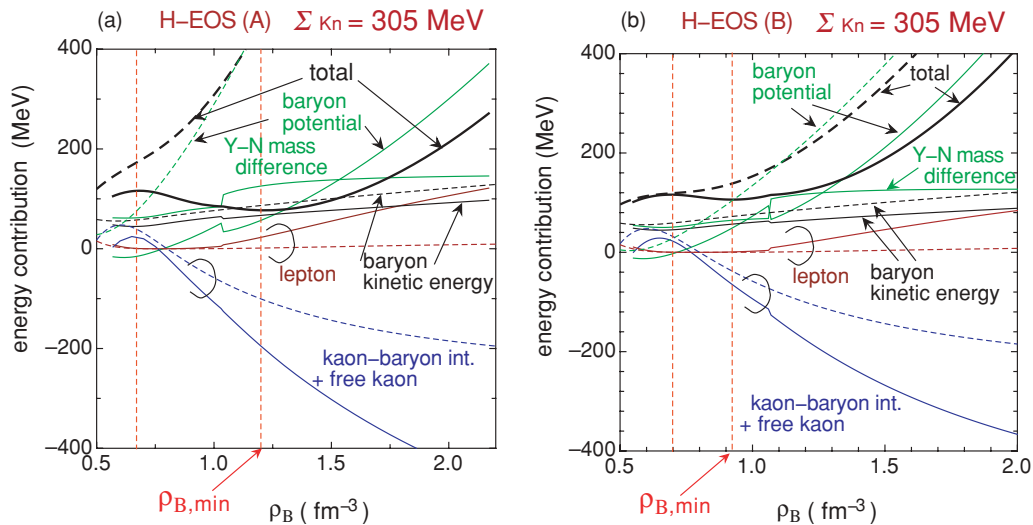 (a) H−EOS (A) Σ Kn = 305 MeV
400
200
0
−200
−400
energy contribution (MeV)
total
baryon
potential
Y−N mass
difference
lepton
baryon
kinetic energy
kaon−baryon int.
+ free kaon
0.5 1.0 1.5 2.0
ρB,min
ρB ( fm−3)
(b) H−EOS (B) Σ Kn = 305 MeV
400
200
0
−200
−400
energy contribution (MeV)
baryon
potential
total
Y−N mass
difference
lepton
baryon
kinetic energy
kaon−baryon int.
+ free kaon
0.5 1.0 1.5 2.0
ρB,min
ρB ( fm−3)